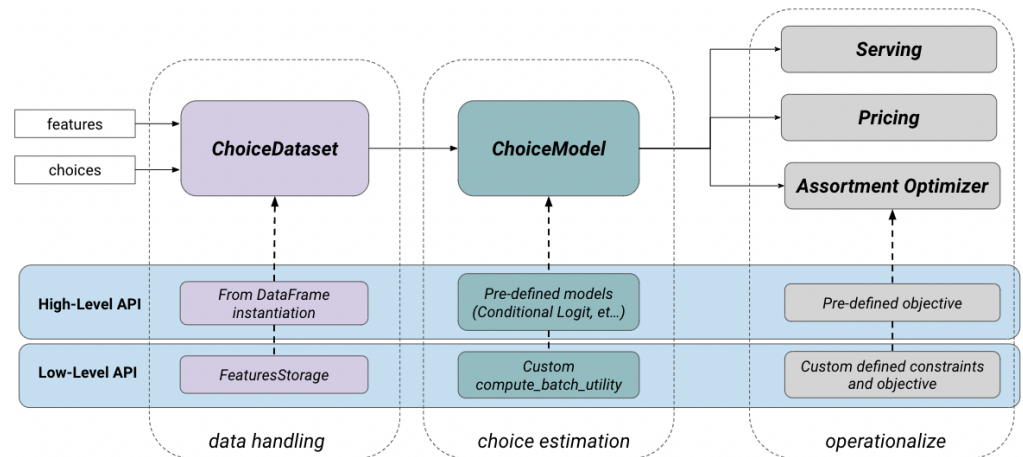 Serving
features
choices
ChoiceDataset
ChoiceModel
Pricing
Assortment Optimizer
High-Level API
From DataFrame
instantiation
Pre-defined models
(Conditional Logit, et...)
Pre-defined objective
Low-Level API
FeaturesStorage
Custom
compute_batch_utility
Custom defined constraints
and objective
data handling
choice estimation
operationalize